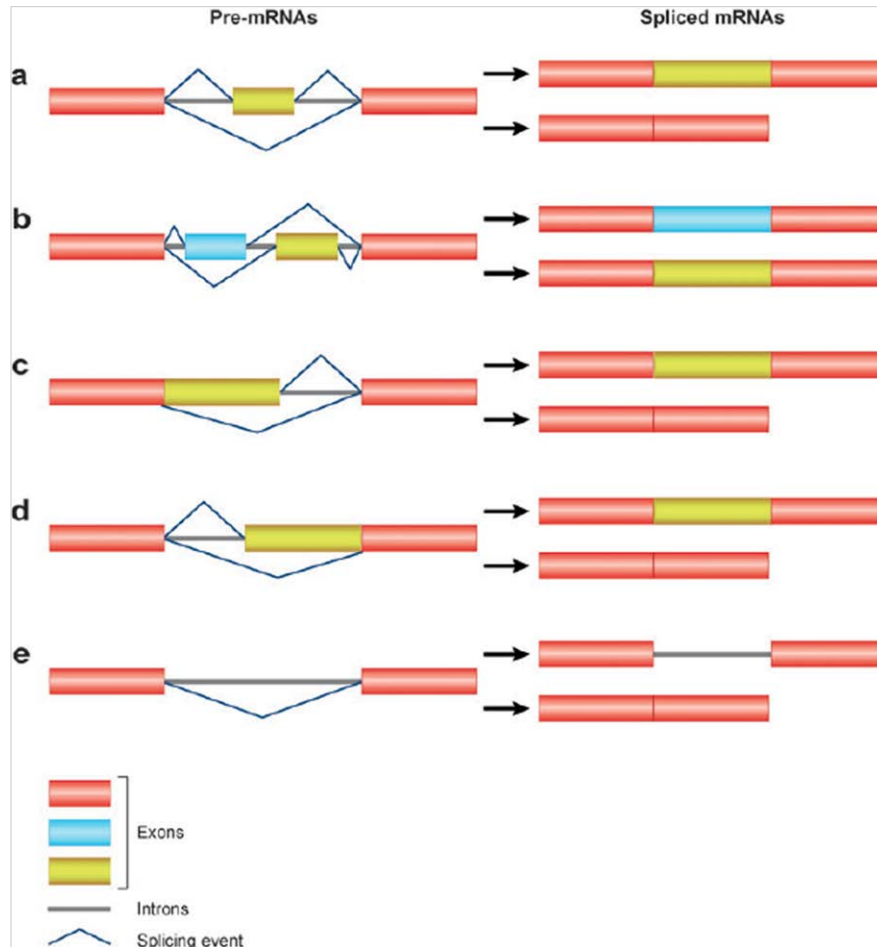 Pre-mRNAs Spliced mRNAs
a
b
c
d
e
Exons
Introns
Splicing event